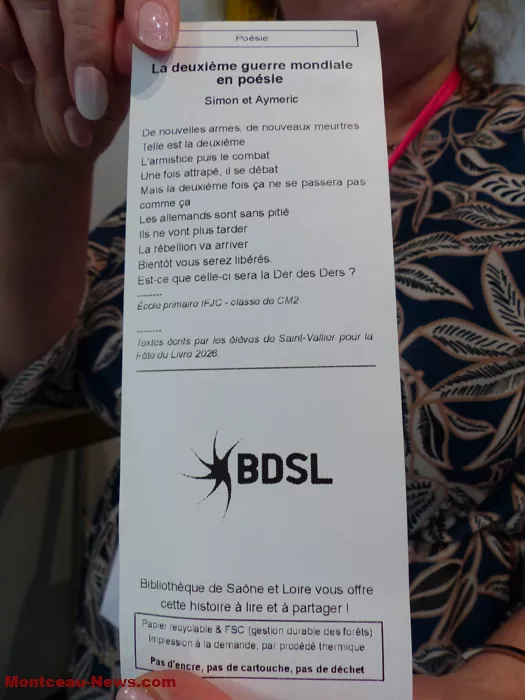 Poésie
La deuxième guerre mondiale
en poésie
Simon et Aymeric
De nouvelles armes, de nouveaux meurtres
Telle est la deuxième
L'armistice puis le combat
Une fois attrapé, il se débat
Mais la deuxième fois ça ne se passera pas
comme ça
Les allemands sont sans pitié
Ils ne vont plus tarder
La rébellion va arriver
Bientôt vous serez libérés.
Est-ce que celle-ci sera la Der des Ders ?
--------
École primaire IFJC - classe de CM2
--------
Textes écrits par les élèves de Saint-Vallier pour la
Fête du Livre 2026.
BDSL
Bibliothèque de Saône et Loire vous offre
cette histoire à lire et à partager !
Papier recyclable & FSC (gestion durable des forêts)
Impression à la demande, par procédé thermique
Pas d'encre, pas de cartouche, pas de déchet
Montceau-News.com